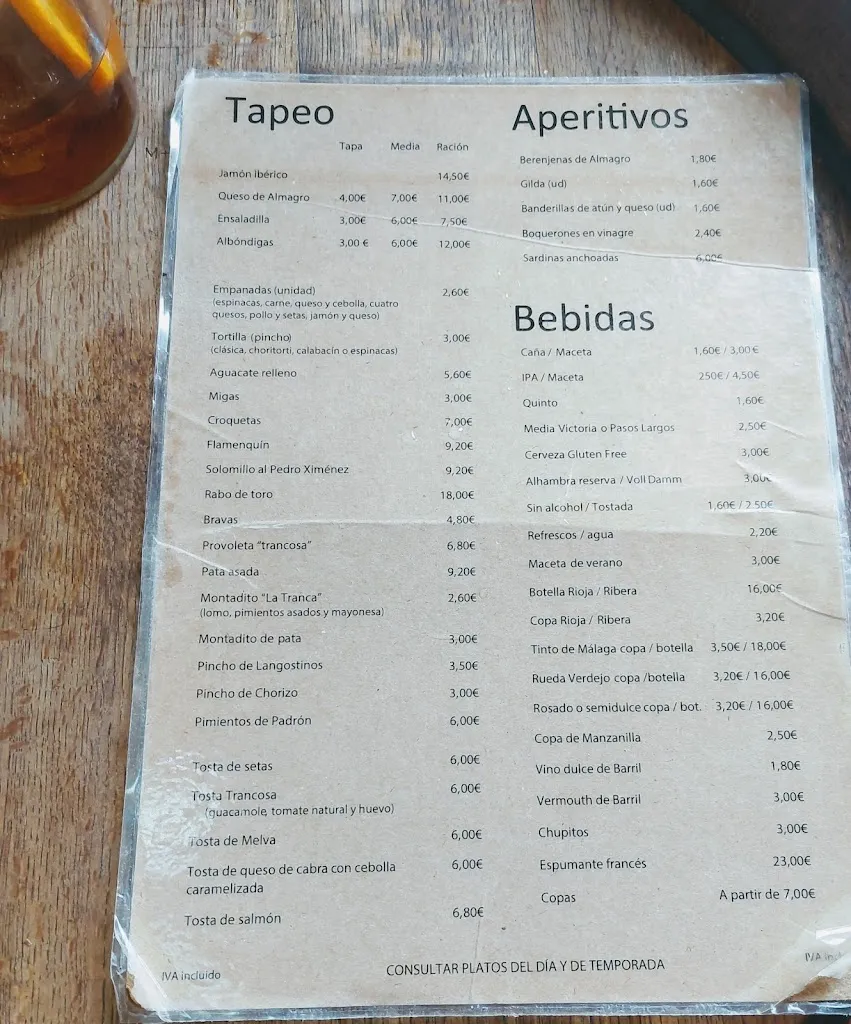 Tapeo
Tapa Media Ración
Jamón ibérico 14,50€
Queso de Almagro 4,00€ 7,00€ 11,00€
Ensaladilla 3,00€ 6,00€ 7,50€
Albóndigas 3,00 € 6,00€ 12,00€
Empanadas (unidad) 2,60€
(espinacas, carne, queso y cebolla, cuatro
quesos, pollo y setas, jamón y queso)
Tortilla (pincho) 3,00€
(clásica, choritorti, calabacín o espinacas)
Aguacate relleno 5,60€
Migas 3,00€
Croquetas 7,00€
Flamenquín 9,20€
Solomillo al Pedro Ximénez 9,20€
Rabo de toro 18,00€
Bravas 4,80€
Provoleta “trancosa” 6,80€
Pata asada 9,20€
Montadito “La Tranca” 2,60€
(lomo, pimientos asados y mayonesa)
Montadito de pata 3,00€
Pincho de Langostinos 3,50€
Pincho de Chorizo 3,00€
Pimientos de Padrón 6,00€
Tosta de setas 6,00€
Tosta Trancosa 6,00€
(guacamole, tomate natural y huevo)
Tosta de Melva 6,00€
Tosta de queso de cabra con cebolla 6,00€
caramelizada
Tosta de salmón 6,80€
IVA incluido
Aperitivos
Berenjenas de Almagro 1,80€
Gilda (ud) 1,60€
Banderillas de atún y queso (ud) 1,60€
Boquerones en vinagre 2,40€
Sardinas anchoadas 6,00€
Bebidas
Caña / Maceta 1,60€ / 3,00€
IPA / Maceta 250€ / 4,50€
Quinto 1,60€
Media Victoria o Pasos Largos 2,50€
Cerveza Gluten Free 3,00€
Alhambra reserva / Voll Damm 3,00€
Sin alcohol / Tostada 1,60€ / 2,50€
Refrescos / agua 2,20€
Maceta de verano 3,00€
Botella Rioja / Ribera 16,00€
Copa Rioja / Ribera 3,20€
Tinto de Málaga copa / botella 3,50€ / 18,00€
Rueda Verdejo copa /botella 3,20€ / 16,00€
Rosado o semidulce copa / bot. 3,20€ / 16,00€
Copa de Manzanilla 2,50€
Vino dulce de Barril 1,80€
Vermouth de Barril 3,00€
Chupitos 3,00€
Espumante francés 23,00€
Copas A partir de 7,00€
CONSULTAR PLATOS DEL DÍA Y DE TEMPORADA
IVA